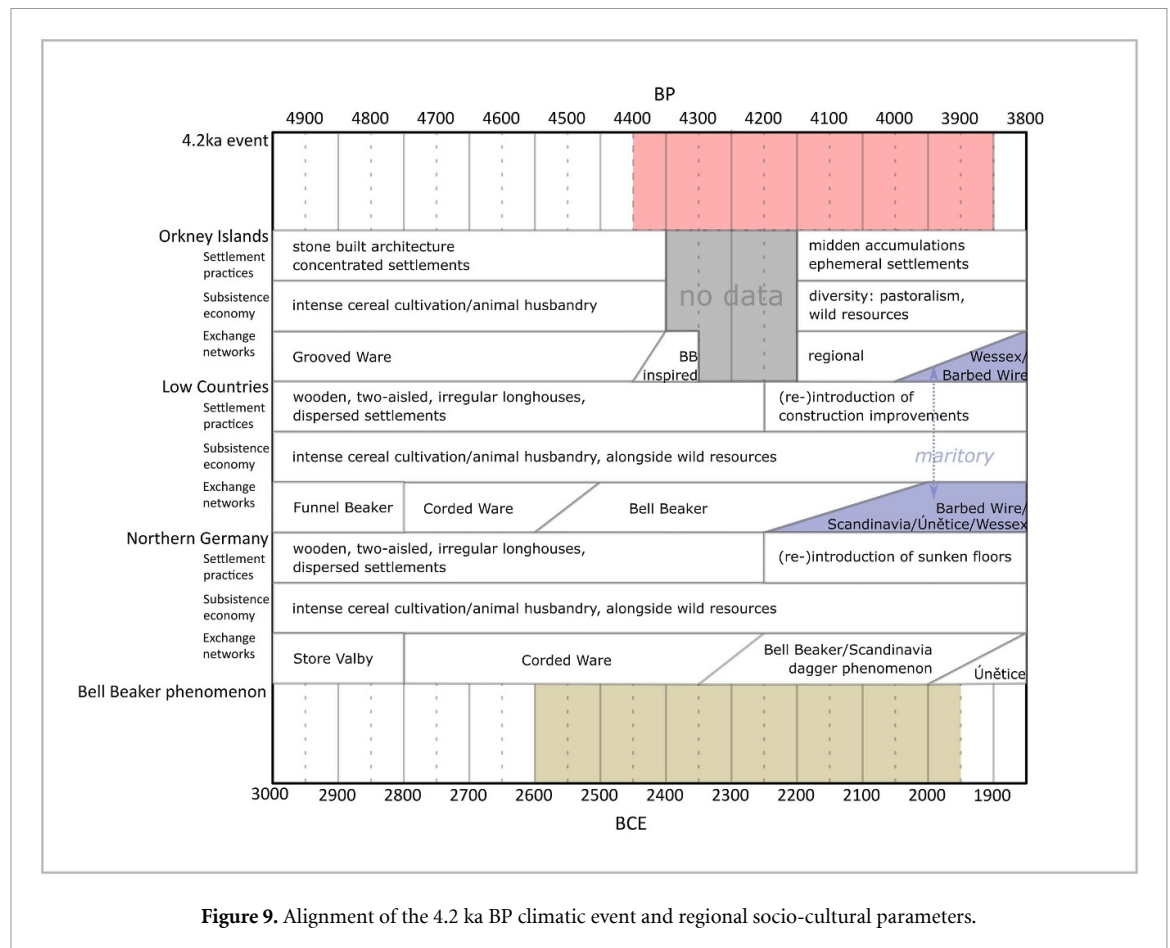 BP
4900 4800 4700 4600 4500 4400 4300 4200 4100 4000 3900 3800
4.2ka event
Orkney Islands
Settlement
practices
stone built architecture
concentrated settlements
no data
midden accumulations
ephemeral settlements
Subsistence
economy
intense cereal cultivation/animal husbandry
diversity: pastoralism,
wild resources
Exchange
networks
Grooved Ware
BB
inspired
regional
Wessex/
Barbed Wire
Low Countries
Settlement
practices
wooden, two-aisled, irregular longhouses,
dispersed settlements
(re-)introduction of
construction improvements
Subsistence
economy
intense cereal cultivation/animal husbandry, alongside wild resources
maritory
Exchange
networks
Funnel Beaker
Corded Ware
Bell Beaker
Barbed Wire/
Scandinavia/Únětice/Wessex
Northern Germany
Settlement
practices
wooden, two-aisled, irregular longhouses,
dispersed settlements
(re-)introduction of sunken floors
Subsistence
economy
intense cereal cultivation/animal husbandry, alongside wild resources
Exchange
networks
Store Valby
Corded Ware
Bell Beaker/Scandinavia
dagger phenomenon
Únětice
Bell Beaker phenomenon
3000 2900 2800 2700 2600 2500 2400 2300 2200 2100 2000 1900
BCE
Figure 9. Alignment of the 4.2 ka BP climatic event and regional socio-cultural parameters.